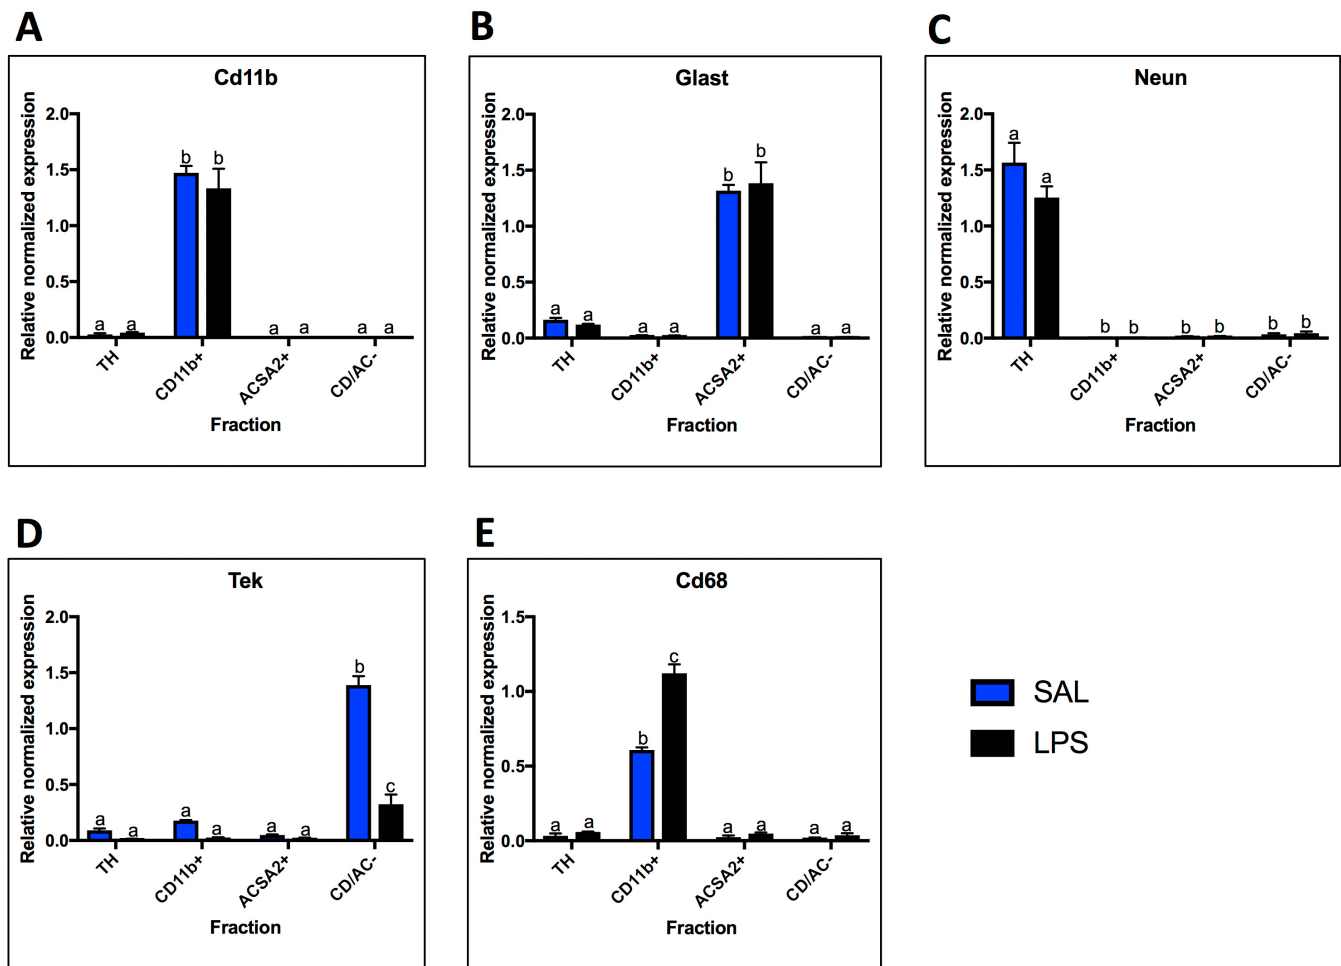 A
Cd11b
Relative normalized expression
2.0
1.5
1.0
0.5
0.0
a a b b a a a a
TH CD11b+ ACSA2+ CD/AC-
Fraction
B
Glast
Relative normalized expression
2.0
1.5
1.0
0.5
0.0
a a a a b b a a
TH CD11b+ ACSA2+ CD/AC-
Fraction
C
Neun
Relative normalized expression
2.0
1.5
1.0
0.5
0.0
a a b b b b b b
TH CD11b+ ACSA2+ CD/AC-
Fraction
D
Tek
Relative normalized expression
2.0
1.5
1.0
0.5
0.0
a a a a a a b c
TH CD11b+ ACSA2+ CD/AC-
Fraction
E
Cd68
Relative normalized expression
1.5
1.0
0.5
0.0
a a b c a a a a
TH CD11b+ ACSA2+ CD/AC-
Fraction
SAL
LPS